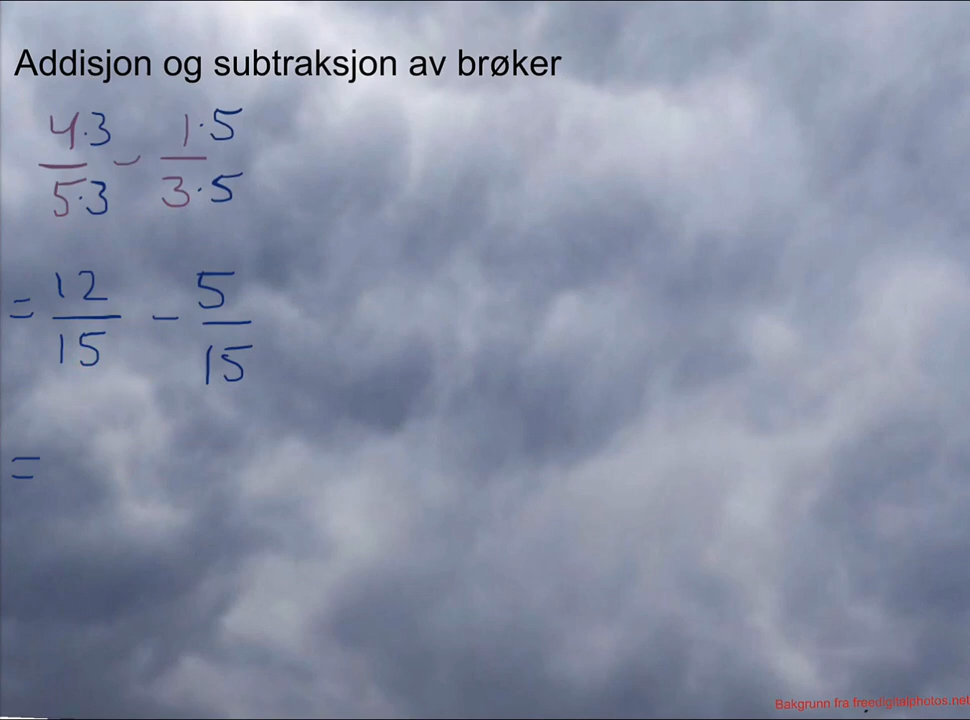 Addisjon og subtraksjon av brøker
4·3/5·3 - 1·5/3·5
= 12/15 - 5/15
=
Bakgrunn fra freedigitalphotos.net